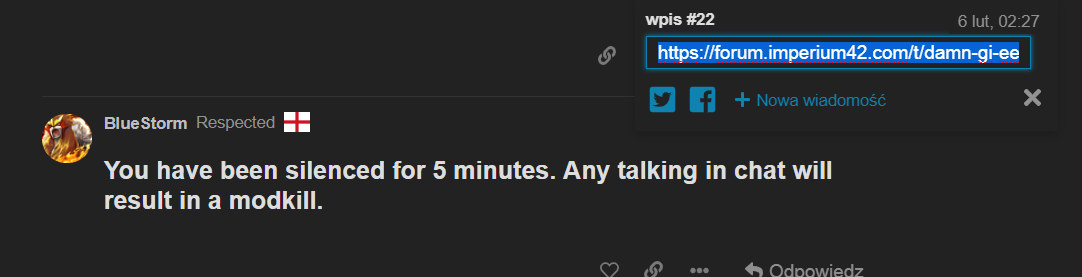 wpis #22
6 lut, 02:27
https://forum.imperium42.com/t/damn-gi-ee
+ Nowa wiadomość
BlueStorm Respected
You have been silenced for 5 minutes. Any talking in chat will
result in a modkill.
Odpowiedz